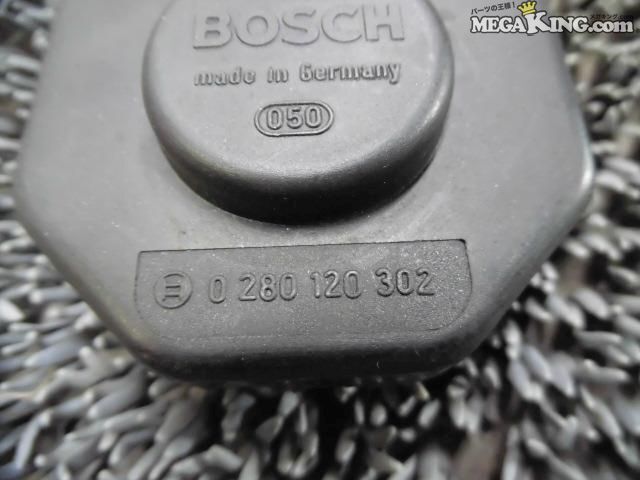 パーツの王様!
MEGAKING.com
BOSCH
made in Germany
050
0 280 120 302